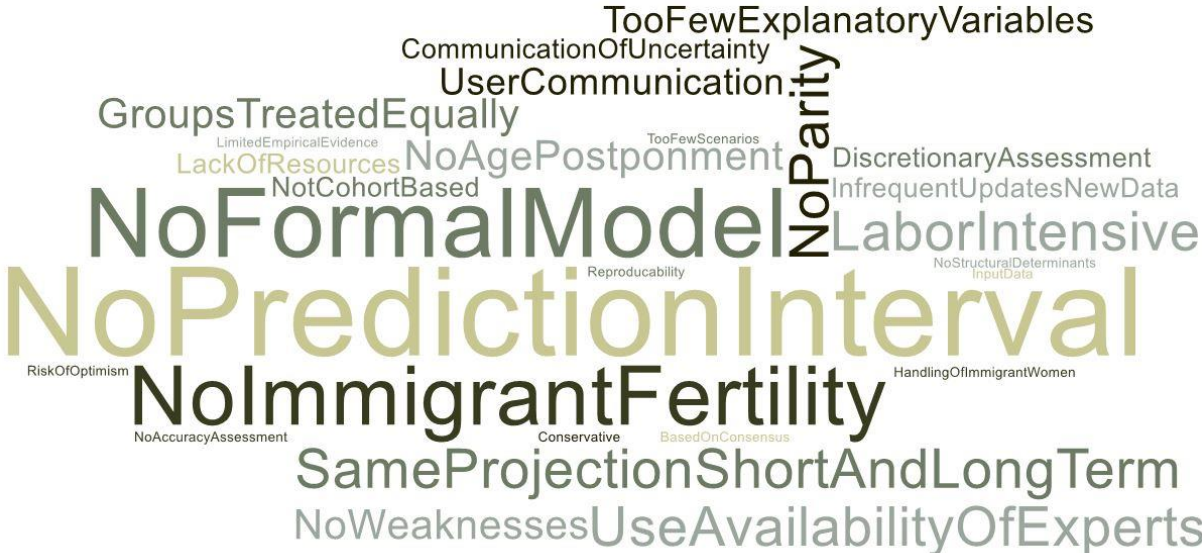 TooFewExplanatoryVariables
CommunicationOfUncertainty
UserCommunication
NoParity
GroupsTreatedEqually
LimitedEmpiricalEvidence
TooFewScenarios
LackOfResources
NoAgePostponment
DiscretionaryAssessment
NotCohortBased
InfrequentUpdatesNewData
NoFormalModel
LaborIntensive
NoStructuralDeterminants
Reproducability
InputData
NoPredictionInterval
RiskOfOptimism
NoImmigrantFertility
HandlingOfImmigrantWomen
NoAccuracyAssessment
Conservative
BasedOnConsensus
SameProjectionShortAndLongTerm
NoWeaknesses
UseAvailabilityOfExperts